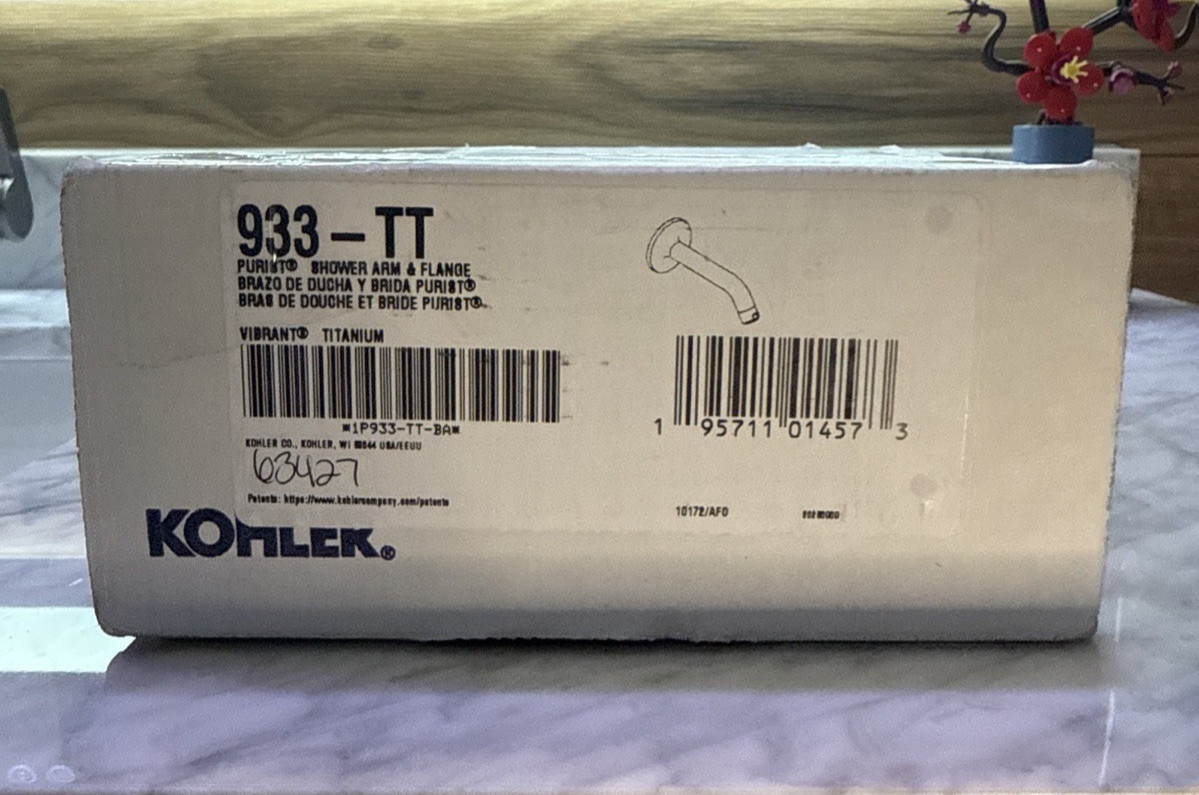 933-TT
PURIST® SHOWER ARM & FLANGE
BRAZO DE DUCHA Y BRIDA PURIST®
BRAS DE DOUCHE ET BRIDE PURIST®
VIBRANT® TITANIUM
*1P933-TT-BA*
KOHLER CO., KOHLER, WI 53044 USA/EEUU
63427
Patents: https://www.kohlercompany.com/patents
KOHLER®
1 95711 01457 3
10172/AFO